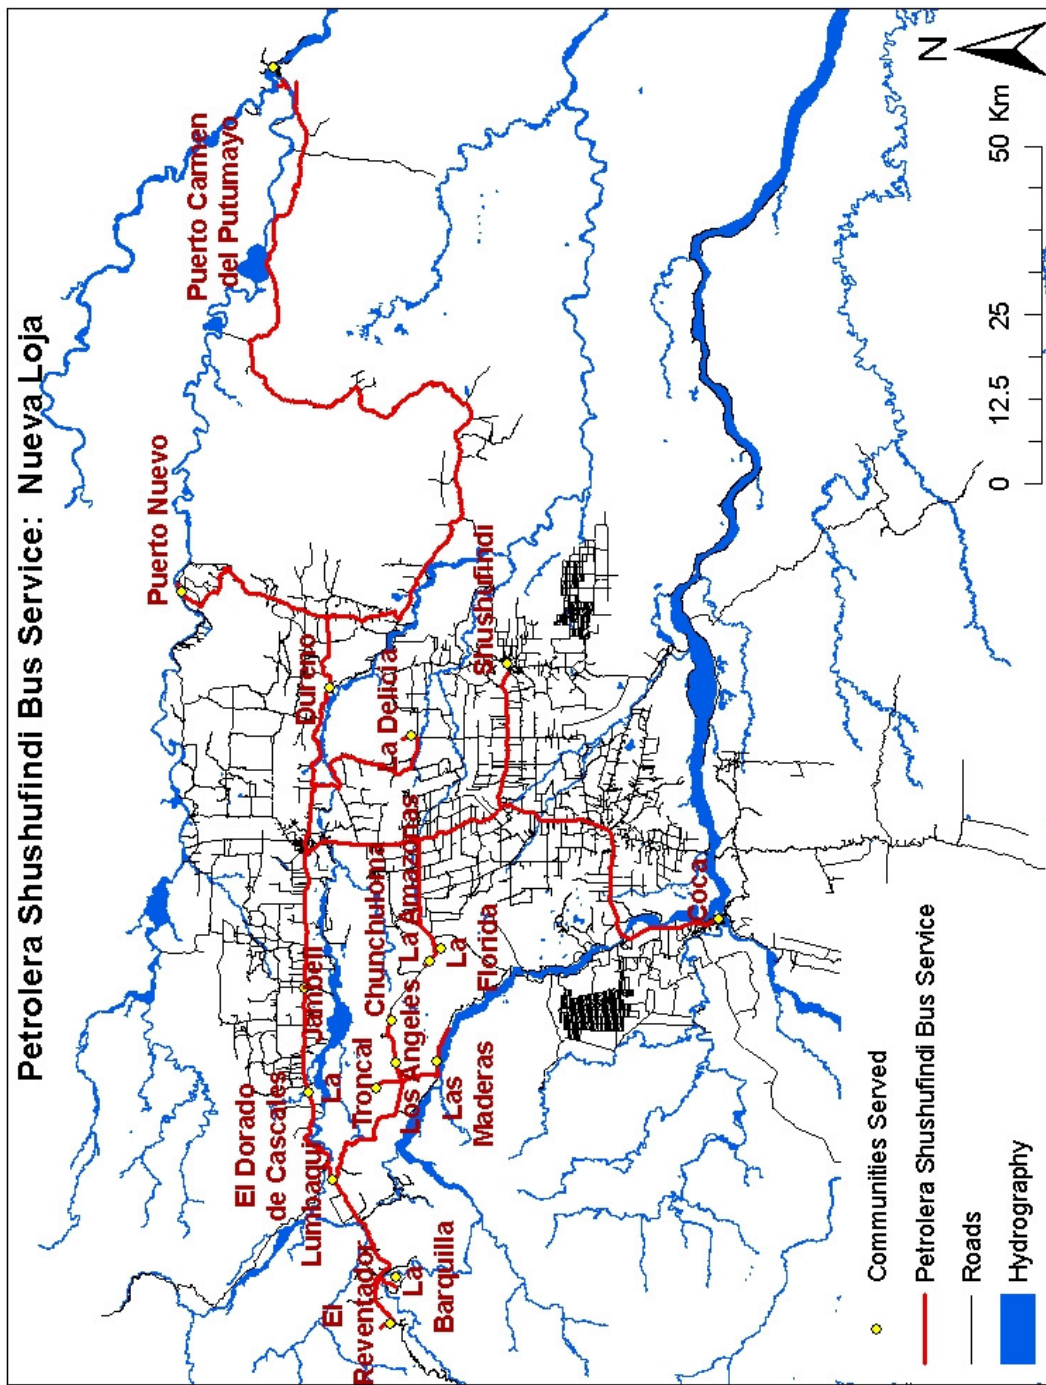 Petrolera Shushufindi Bus Service: Nueva Loja
Puerto Nuevo
Puerto Carmen
del Putumayo
El Dorado
de Cascales
Jambelí
Dureno
Lumbaqui
La
Troncal
Chunchuloma
La Delicia
El
Reventador
Los Angeles
La Amazonas
La
Barquilla
Las
Maderas
La
Florida
Shushufindi
Coca
Communities Served
Petrolera Shushufindi Bus Service
Roads
Hydrography
0 12.5 25 50 Km
N